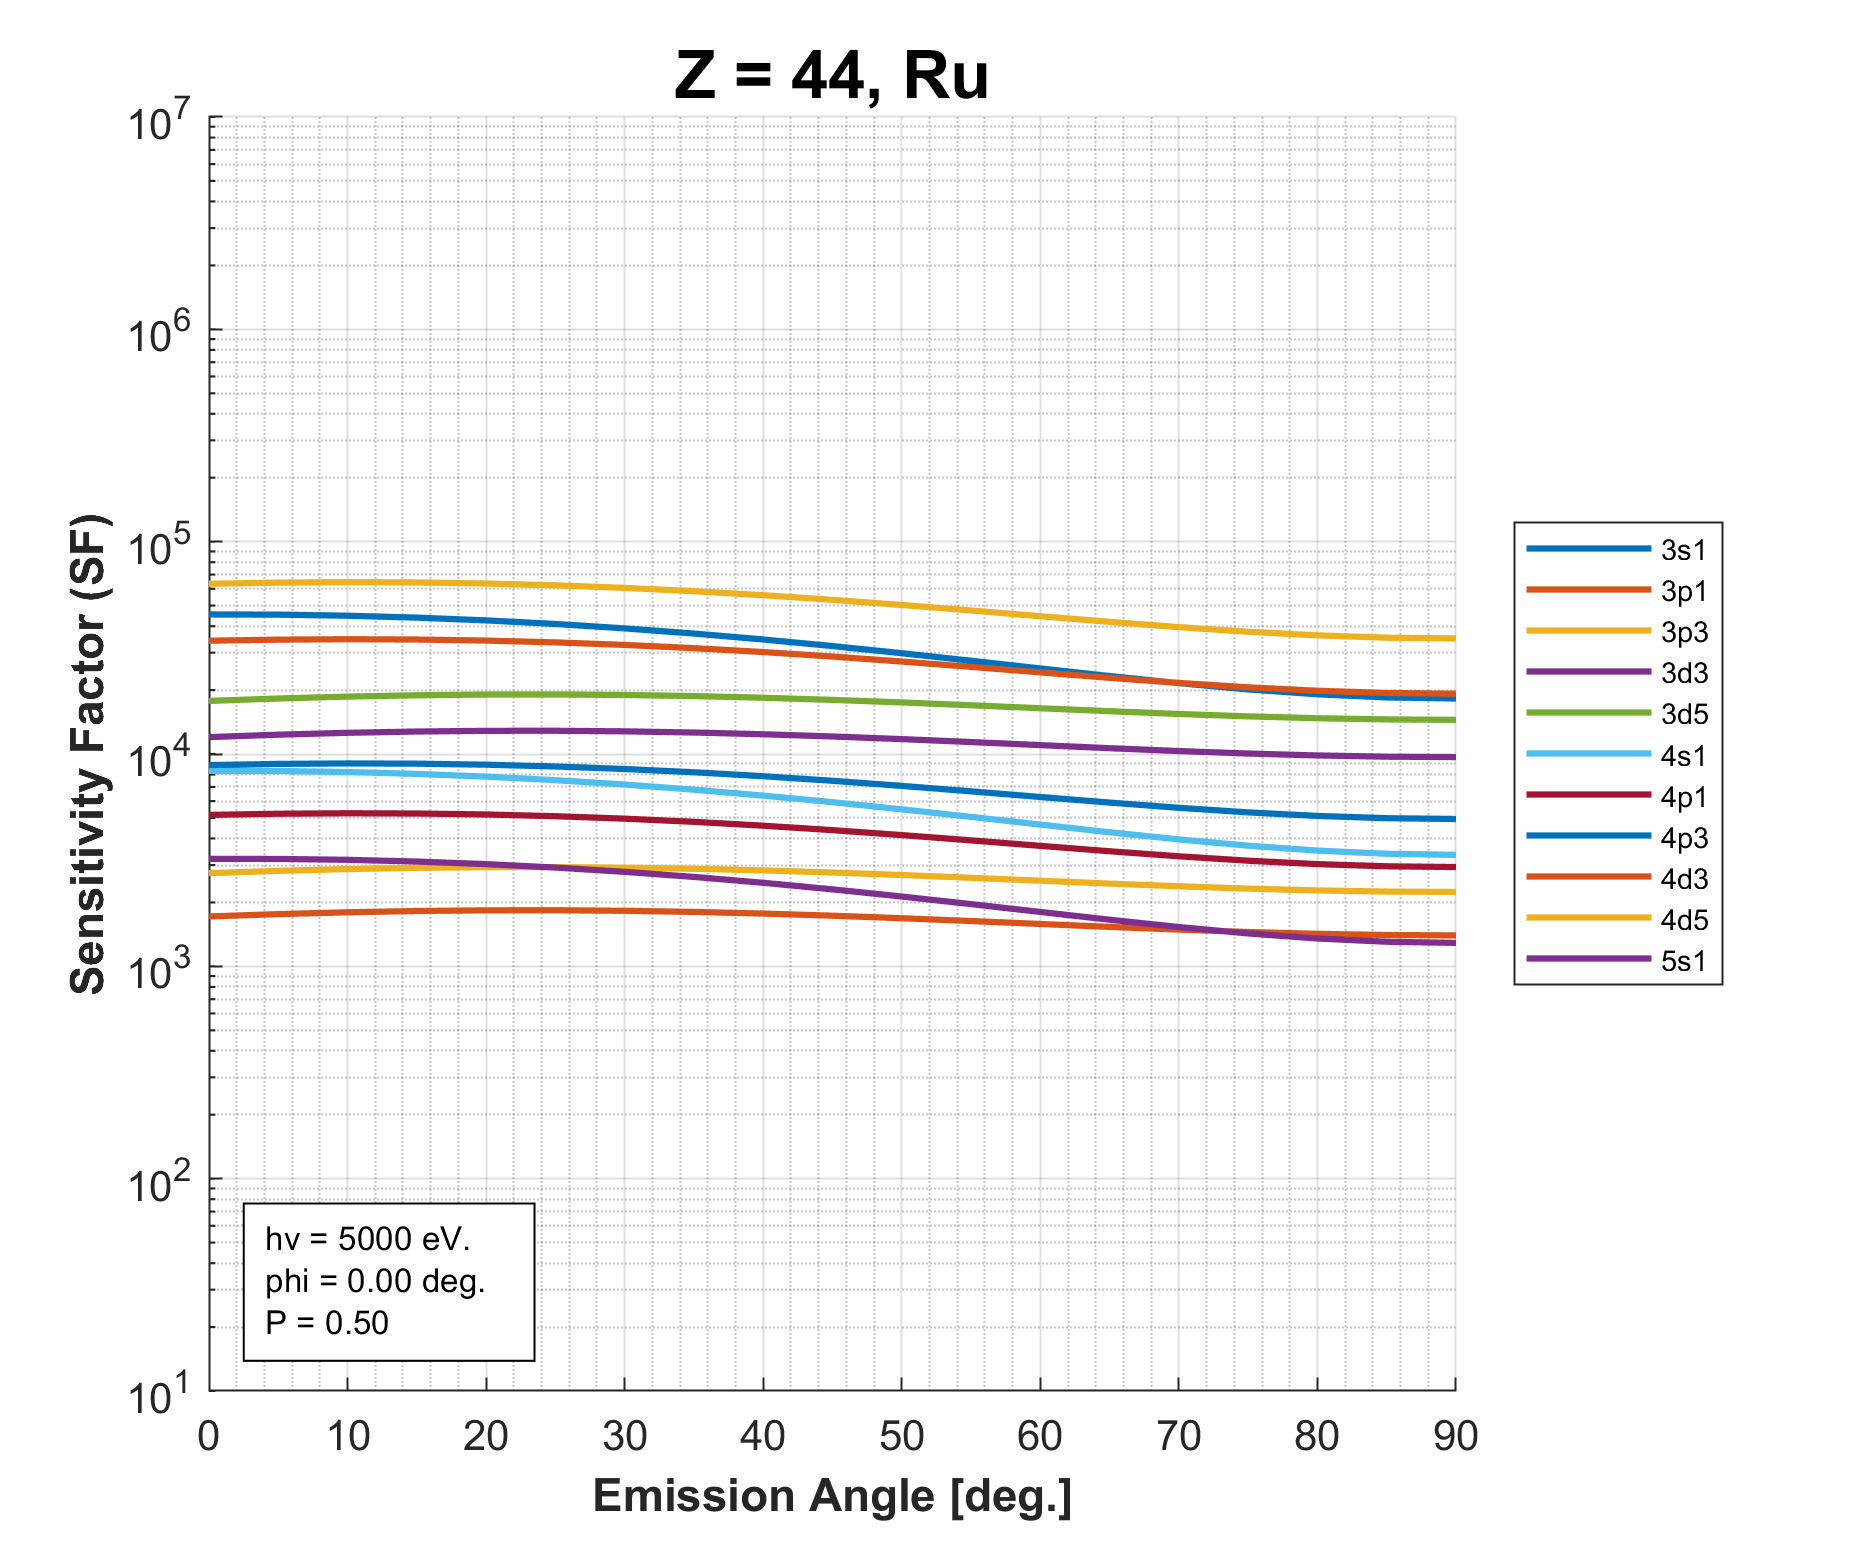 Z = 44, Ru
10^7
10^6
10^5
10^4
10^3
10^2
10^1
Sensitivity Factor (SF)
hv = 5000 eV.
phi = 0.00 deg.
P = 0.50
0 10 20 30 40 50 60 70 80 90
Emission Angle [deg.]
3s1
3p1
3p3
3d3
3d5
4s1
4p1
4p3
4d3
4d5
5s1